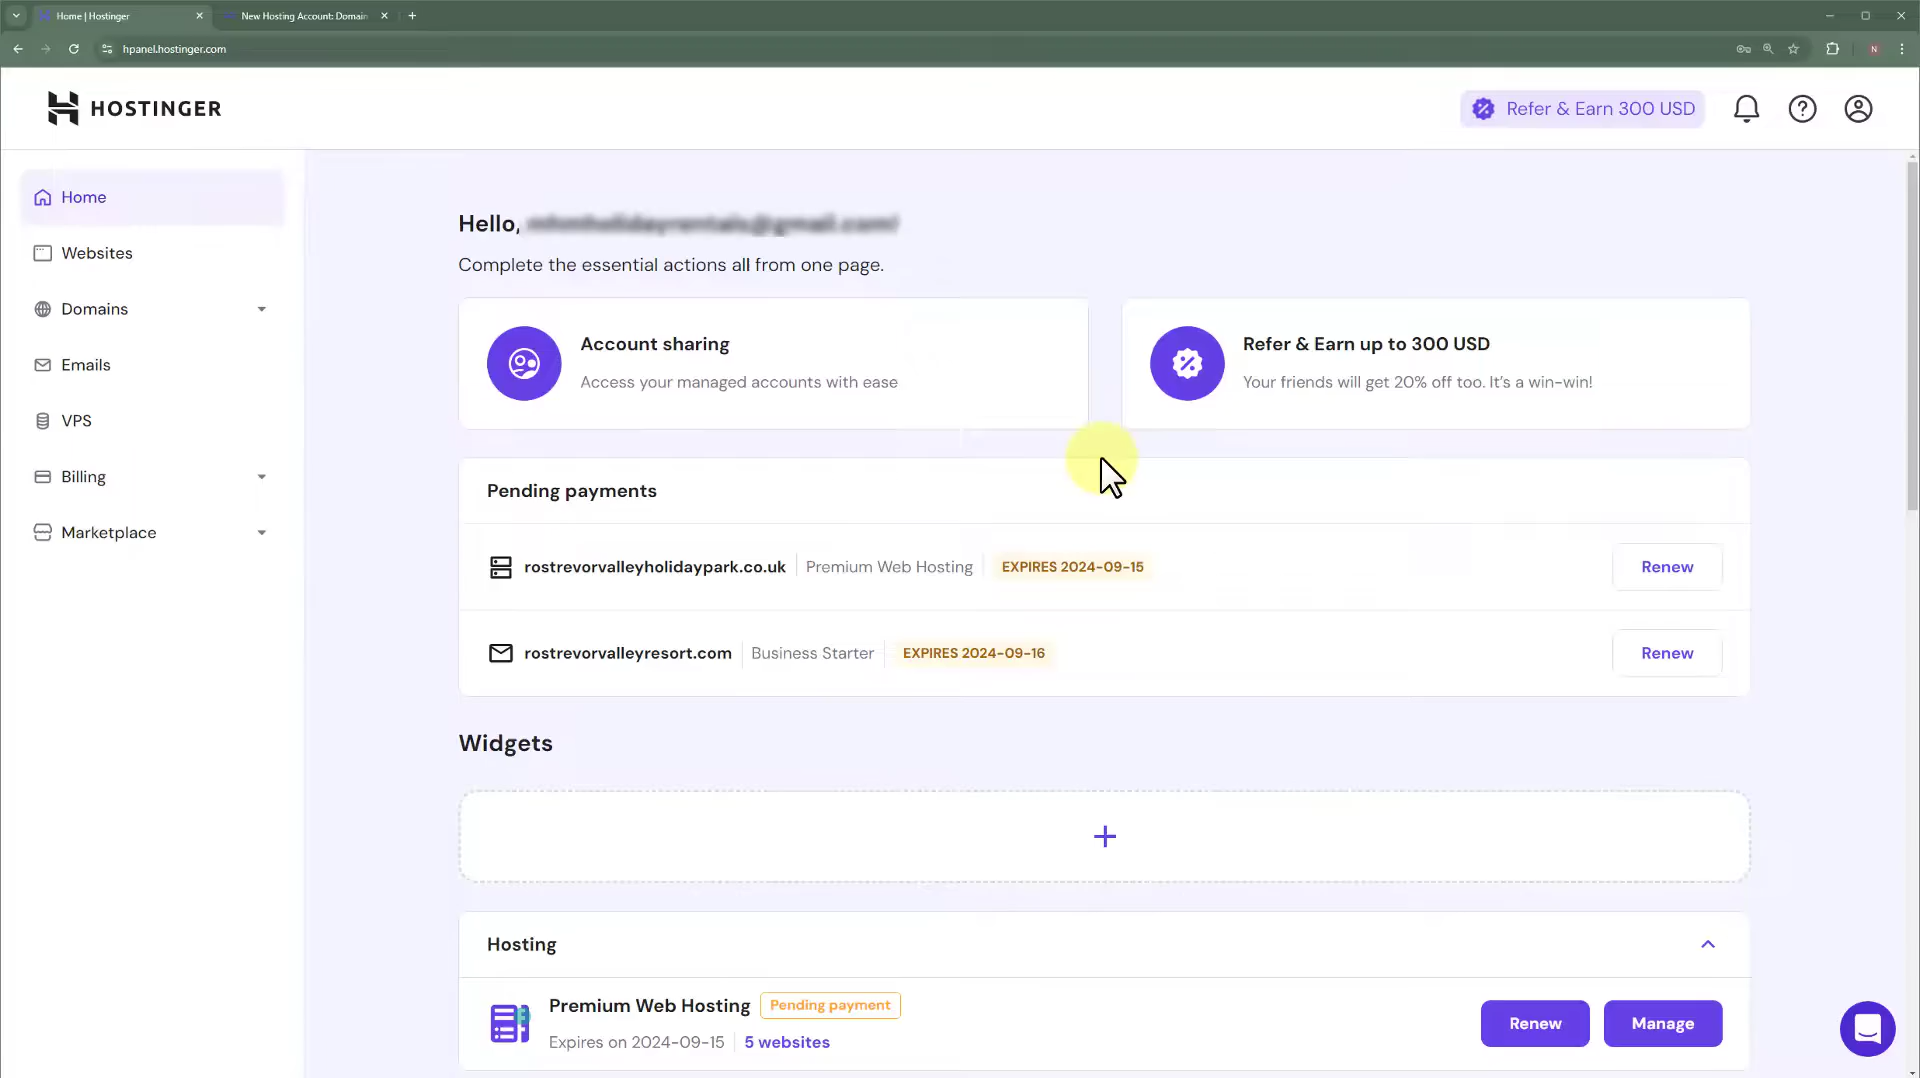 Home | Hostinger
New Hosting Account: Domain
hpanel.hostinger.com
N
HOSTINGER
Refer & Earn 300 USD
Home
Websites
Domains
Emails
VPS
Billing
Marketplace
Hello,
Complete the essential actions all from one page.
Account sharing
Access your managed accounts with ease
Refer & Earn up to 300 USD
Your friends will get 20% off too. It's a win-win!
Pending payments
rostrevorvalleyholidaypark.co.uk Premium Web Hosting EXPIRES 2024-09-15 Renew
rostrevorvalleyresort.com Business Starter EXPIRES 2024-09-16 Renew
Widgets
Hosting
Premium Web Hosting Pending payment
Expires on 2024-09-15 5 websites
Renew Manage